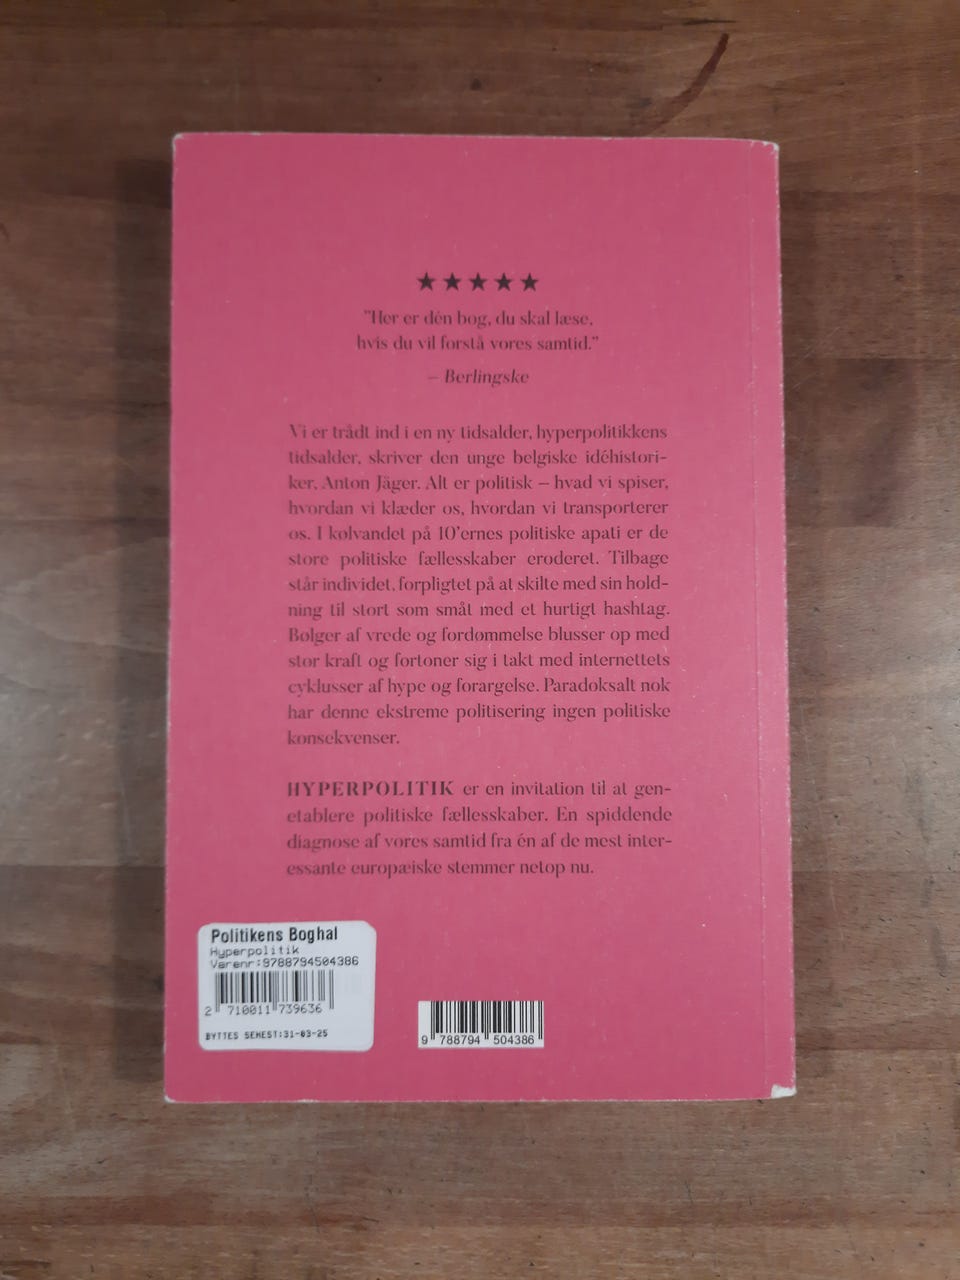 ★★★★★
"Her er dén bog, du skal læse,
hvis du vil forstå vores samtid."
– Berlingske
Vi er trådt ind i en ny tidsalder, hyperpolitikkens
tidsalder, skriver den unge belgiske idéhistori-
ker, Anton Jäger. Alt er politisk – hvad vi spiser,
hvordan vi klæder os, hvordan vi transporterer
os. I kølvandet på 10'ernes politiske apati er de
store politiske fællesskaber eroderet. Tilbage
står individet, forpligtet på at skilte med sin hold-
ning til stort som småt med et hurtigt hashtag.
Bølger af vrede og fordømmelse blusser op med
stor kraft og fortoner sig i takt med internettets
cyklusser af hype og forargelse. Paradoksalt nok
har denne ekstreme politisering ingen politiske
konsekvenser.
HYPERPOLITIK er en invitation til at gen-
etablere politiske fællesskaber. En spiddende
diagnose af vores samtid fra én af de mest inter-
essante europæiske stemmer netop nu.
Politikens Boghal
Hyperpolitik
Varenr:9788794504386
2 710011 739636
BYTTES SENEST:31-03-25
9 788794 504386